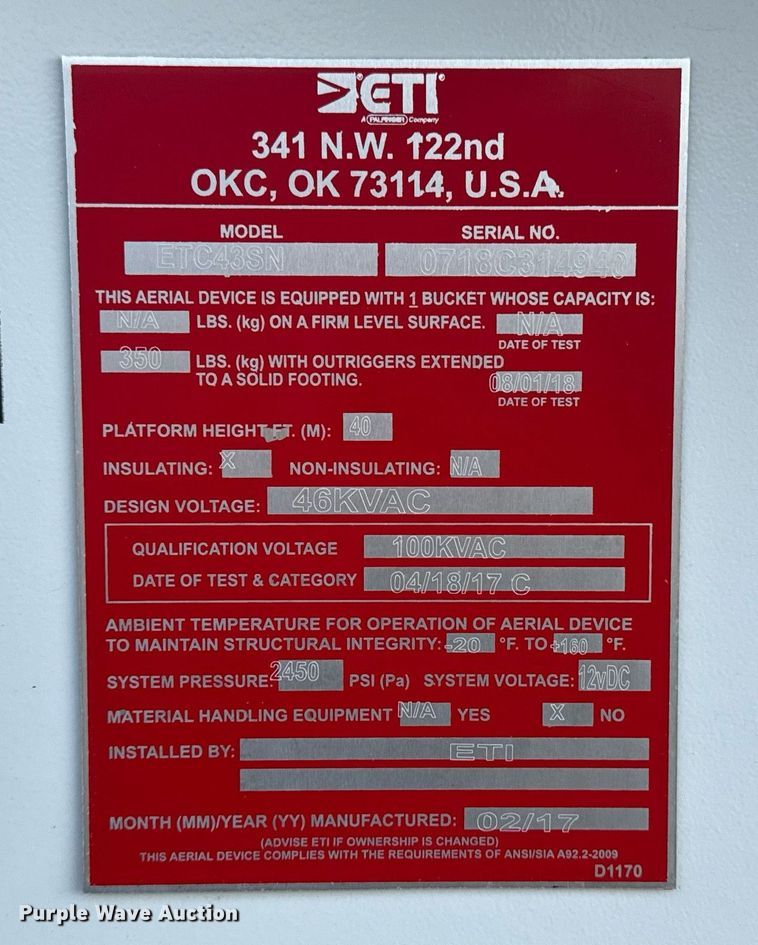 ETI
A PALFINGER Company
341 N.W. 122nd
OKC, OK 73114, U.S.A.
MODEL SERIAL NO.
ETC43SN 0718C314940
THIS AERIAL DEVICE IS EQUIPPED WITH 1 BUCKET WHOSE CAPACITY IS:
N/A LBS. (kg) ON A FIRM LEVEL SURFACE. N/A
DATE OF TEST
350 LBS. (kg) WITH OUTRIGGERS EXTENDED
TO A SOLID FOOTING. 08/01/18
DATE OF TEST
PLATFORM HEIGHT FT. (M): 40
INSULATING: X NON-INSULATING: N/A
DESIGN VOLTAGE: 46KVAC
QUALIFICATION VOLTAGE 100KVAC
DATE OF TEST & CATEGORY 04/18/17 C
AMBIENT TEMPERATURE FOR OPERATION OF AERIAL DEVICE
TO MAINTAIN STRUCTURAL INTEGRITY: -20 °F. TO +160 °F.
SYSTEM PRESSURE: 2450 PSI (Pa) SYSTEM VOLTAGE: 12vDC
MATERIAL HANDLING EQUIPMENT N/A YES X NO
INSTALLED BY: ETI
MONTH (MM)/YEAR (YY) MANUFACTURED: 02/17
(ADVISE ETI IF OWNERSHIP IS CHANGED)
THIS AERIAL DEVICE COMPLIES WITH THE REQUIREMENTS OF ANSI/SIA A92.2-2009
D1170
Purple Wave Auction